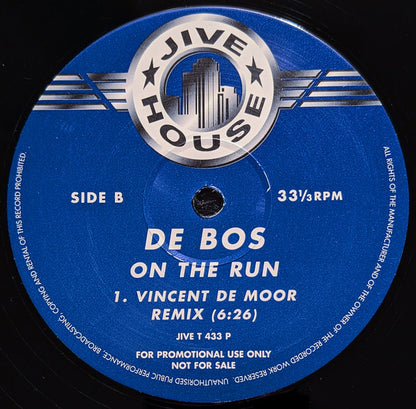 JIVE
HOUSE
SIDE B
33⅓ RPM
DE BOS
ON THE RUN
1. VINCENT DE MOOR
REMIX (6:26)
JIVE T 433 P
FOR PROMOTIONAL USE ONLY
NOT FOR SALE
ALL RIGHTS OF THE MANUFACTURER AND OF THE OWNER OF THE RECORDED WORK RESERVED. UNAUTHORISED PUBLIC PERFORMANCE, BROADCASTING, COPYING AND RENTAL OF THIS RECORD PROHIBITED.